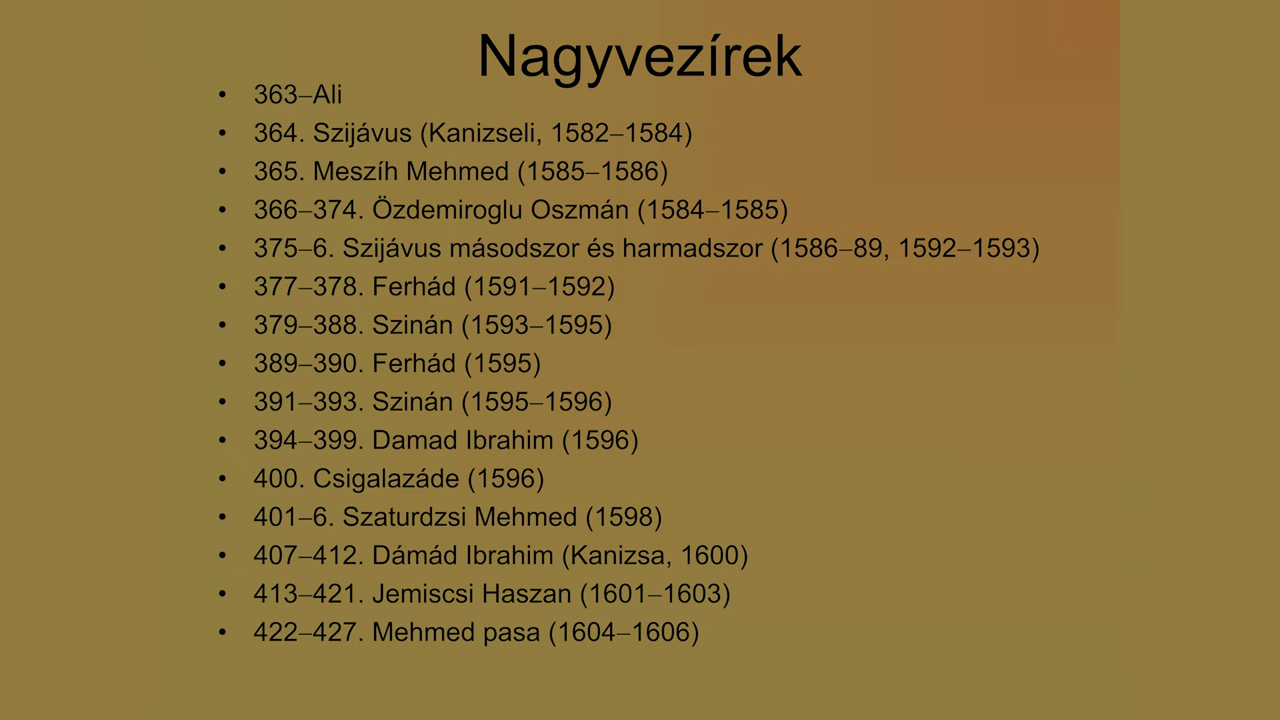 Nagyvezírek
• 363–Ali
• 364. Szijávus (Kanizseli, 1582–1584)
• 365. Meszíh Mehmed (1585–1586)
• 366–374. Özdemiroglu Oszmán (1584–1585)
• 375–6. Szijávus másodszor és harmadszor (1586–89, 1592–1593)
• 377–378. Ferhád (1591–1592)
• 379–388. Szinán (1593–1595)
• 389–390. Ferhád (1595)
• 391–393. Szinán (1595–1596)
• 394–399. Damad Ibrahim (1596)
• 400. Csigalazáde (1596)
• 401–6. Szaturdzsi Mehmed (1598)
• 407–412. Dámád Ibrahim (Kanizsa, 1600)
• 413–421. Jemiscsi Haszan (1601–1603)
• 422–427. Mehmed pasa (1604–1606)